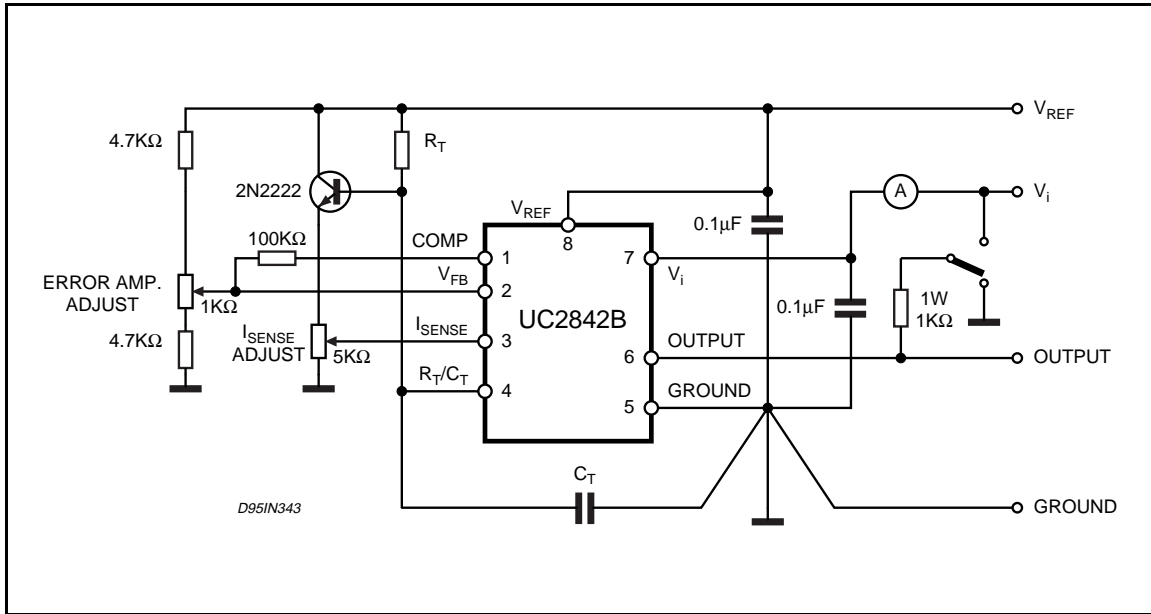 V_REF
4.7KΩ
R_T
2N2222
A
V_i
V_REF
8
0.1μF
100KΩ
COMP
1
7
V_i
V_FB
2
ERROR AMP.
ADJUST
1KΩ
UC2842B
0.1μF
1W
1KΩ
4.7KΩ
I_SENSE
ADJUST
5KΩ
I_SENSE
3
OUTPUT
6
OUTPUT
R_T/C_T
4
GROUND
5
C_T
D95IN343
GROUND